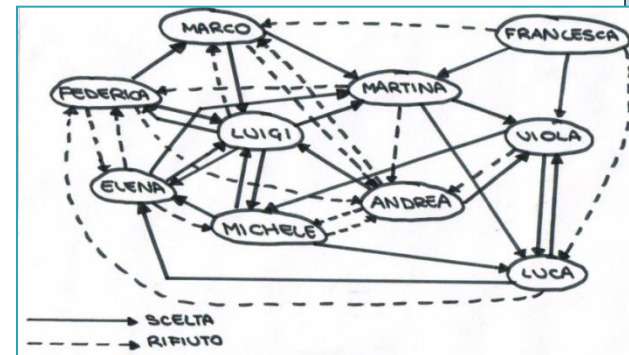 MARCO
FRANCESCA
FEDERICA
MARTINA
LUIGI
VIOLA
ELENA
ANDREA
MICHELE
LUCA
SCELTA
RIFIUTO